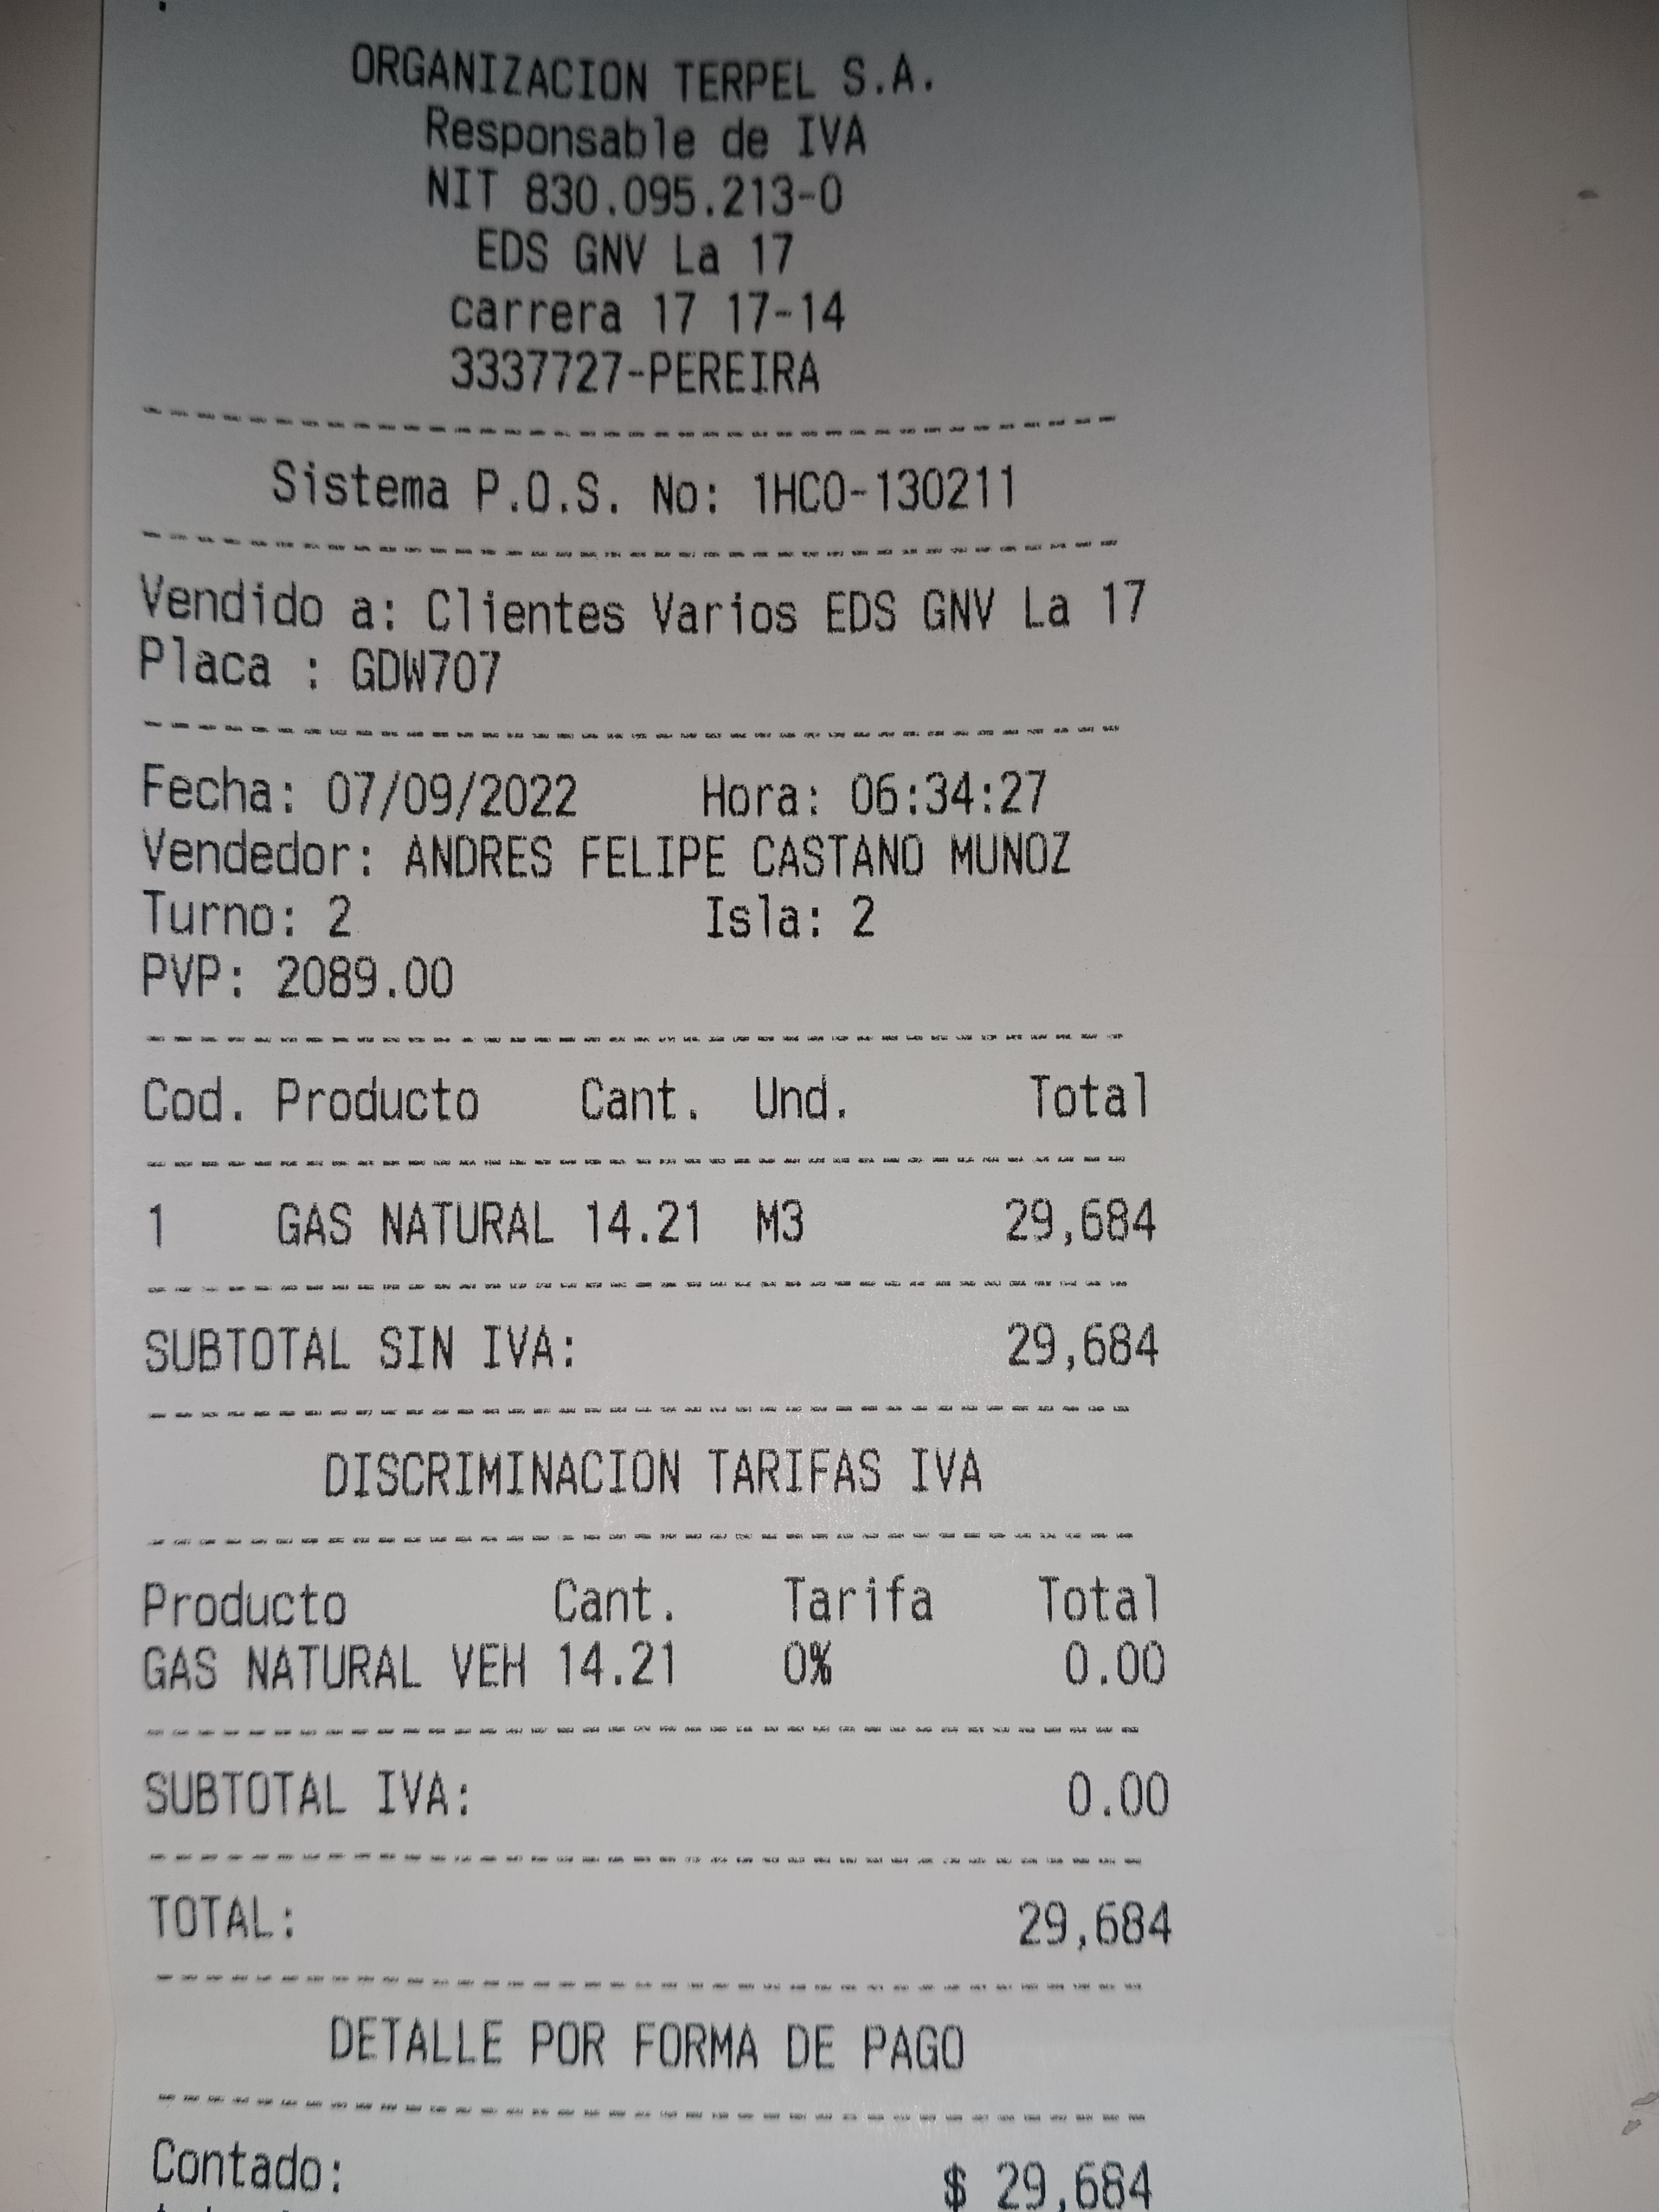 ORGANIZACION TERPEL S.A.
Responsable de IVA
NIT 830.095.213-0
EDS GNV La 17
carrera 17 17-14
3337727-PEREIRA
Sistema P.O.S. No: 1HCO-130211
Vendido a: Clientes Varios EDS GNV La 17
Placa : GDW707
Fecha: 07/09/2022 Hora: 06:34:27
Vendedor: ANDRES FELIPE CASTANO MUNOZ
Turno: 2 Isla: 2
PVP: 2089.00
Cod. Producto Cant. Und. Total
1 GAS NATURAL 14.21 M3 29,684
SUBTOTAL SIN IVA: 29,684
DISCRIMINACION TARIFAS IVA
Producto Cant. Tarifa Total
GAS NATURAL VEH 14.21 0% 0.00
SUBTOTAL IVA: 0.00
TOTAL: 29,684
DETALLE POR FORMA DE PAGO
Contado: $ 29,684